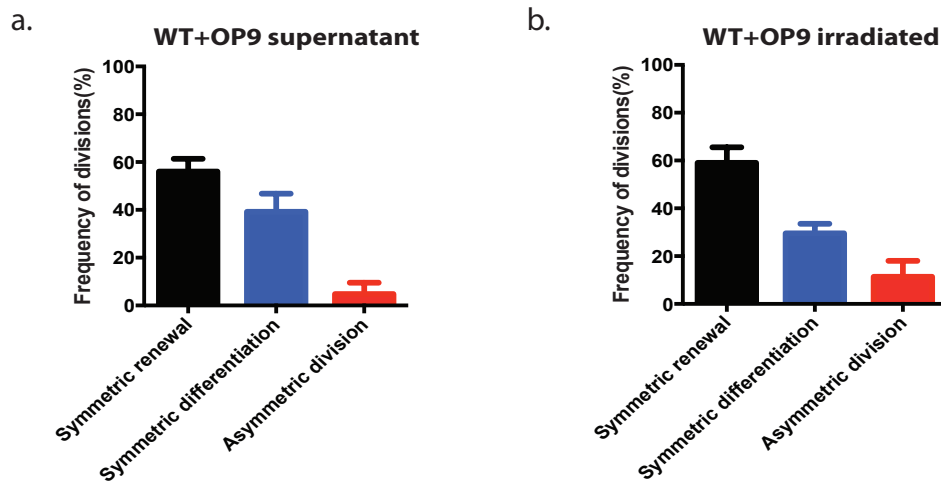 a.
WT+OP9 supernatant
Frequency of divisions(%)
100
80
60
40
20
0
Symmetric renewal
Symmetric differentiation
Asymmetric division
b.
WT+OP9 irradiated
Frequency of divisions(%)
100
80
60
40
20
0
Symmetric renewal
Symmetric differentiation
Asymmetric division